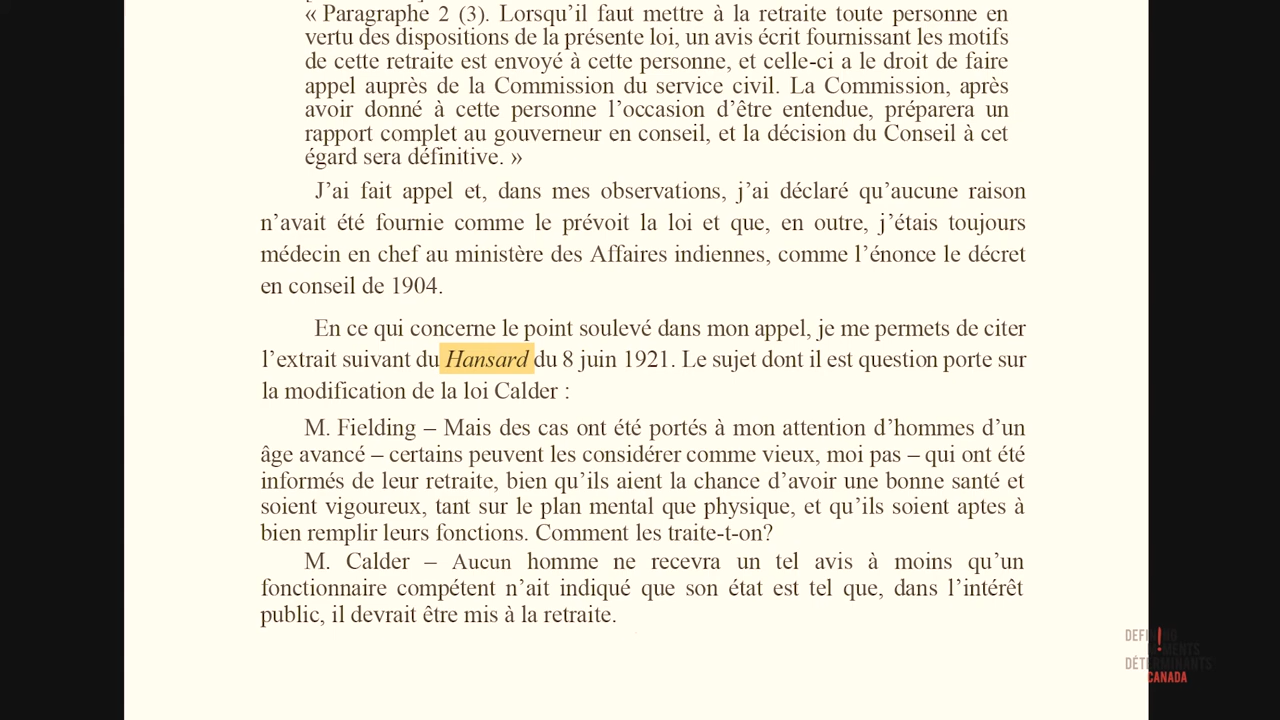 « Paragraphe 2 (3). Lorsqu’il faut mettre à la retraite toute personne en
vertu des dispositions de la présente loi, un avis écrit fournissant les motifs
de cette retraite est envoyé à cette personne, et celle-ci a le droit de faire
appel auprès de la Commission du service civil. La Commission, après
avoir donné à cette personne l’occasion d’être entendue, préparera un
rapport complet au gouverneur en conseil, et la décision du Conseil à cet
égard sera définitive. »
J’ai fait appel et, dans mes observations, j’ai déclaré qu’aucune raison
n’avait été fournie comme le prévoit la loi et que, en outre, j’étais toujours
médecin en chef au ministère des Affaires indiennes, comme l’énonce le décret
en conseil de 1904.
En ce qui concerne le point soulevé dans mon appel, je me permets de citer
l’extrait suivant du Hansard du 8 juin 1921. Le sujet dont il est question porte sur
la modification de la loi Calder :
M. Fielding – Mais des cas ont été portés à mon attention d’hommes d’un
âge avancé – certains peuvent les considérer comme vieux, moi pas – qui ont été
informés de leur retraite, bien qu’ils aient la chance d’avoir une bonne santé et
soient vigoureux, tant sur le plan mental que physique, et qu’ils soient aptes à
bien remplir leurs fonctions. Comment les traite-t-on?
M. Calder – Aucun homme ne recevra un tel avis à moins qu’un
fonctionnaire compétent n’ait indiqué que son état est tel que, dans l’intérêt
public, il devrait être mis à la retraite.
CANADA